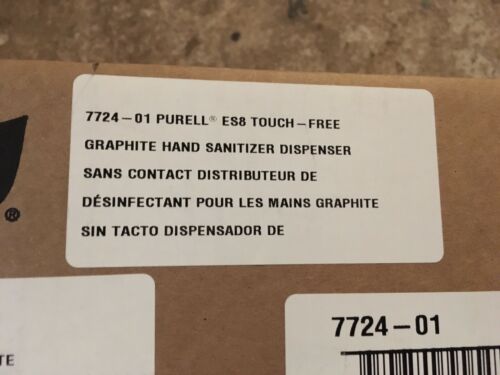 7724-01 PURELL® ES8 TOUCH-FREE
GRAPHITE HAND SANITIZER DISPENSER
SANS CONTACT DISTRIBUTEUR DE
DÉSINFECTANT POUR LES MAINS GRAPHITE
SIN TACTO DISPENSADOR DE
®
7724-01